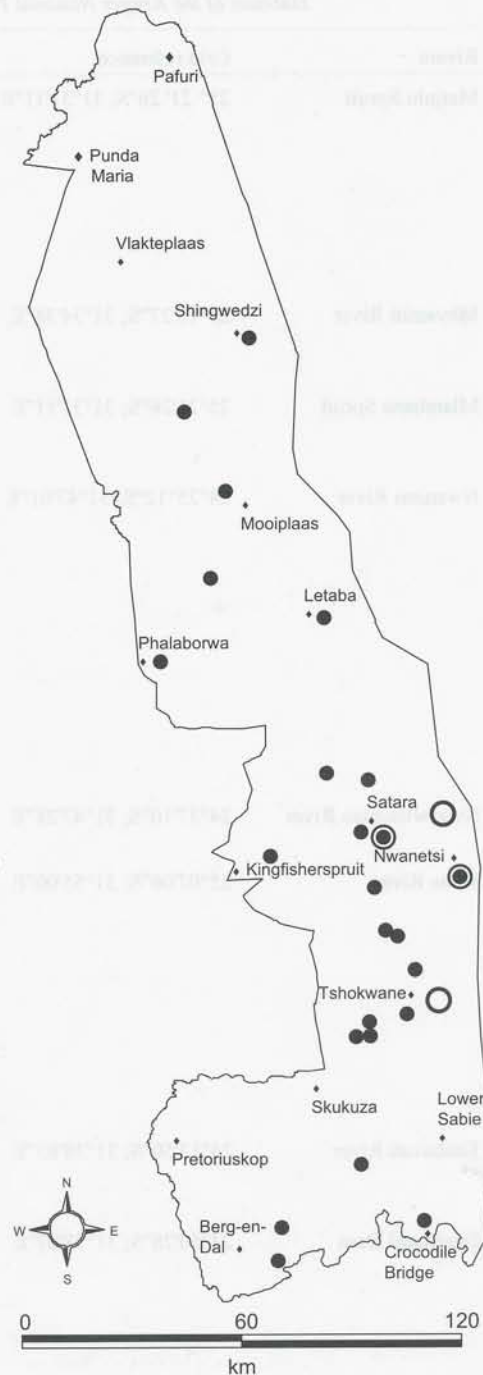 Pafuri
Punda
Maria
Vlakteplaas
Shingwedzi
Mooiplaas
Letaba
Phalaborwa
Satara
Nwanetsi
Kingfisherspruit
Tshokwane
Skukuza
Lower
Sabie
Pretoriuskop
N
W E
S
Berg-en-
Dal
Crocodile
Bridge
0 60 120
km